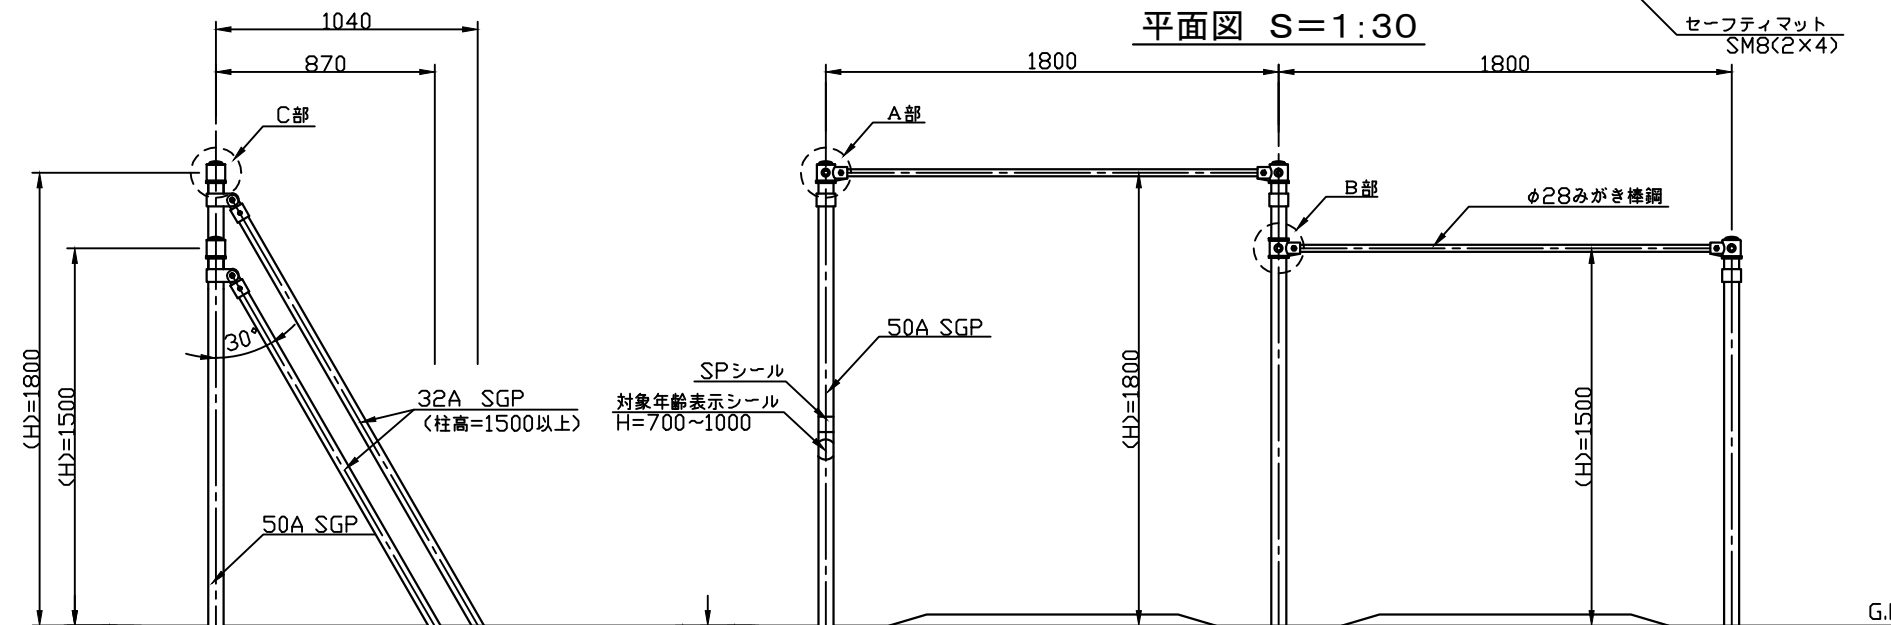 1040
平面図 S=1:30
セーフティマット
SM8(2×4)
870
1800
1800
C部
A部
B部
φ28みがき棒鋼
30°
50A SGP
(H)=1800
(H)=1500
(H)=1800
(H)=1500
SPシール
32A SGP
(柱高=1500以上)
対象年齢表示シール
H=700~1000
50A SGP